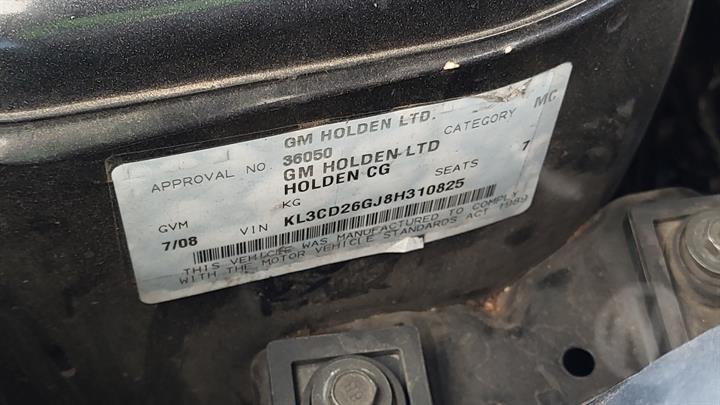 GM HOLDEN LTD.
APPROVAL NO 36050 CATEGORY MC
GM HOLDEN LTD
HOLDEN CG SEATS 7
GVM KG
7/08 VIN KL3CD26GJ8H310825
THIS VEHICLE WAS MANUFACTURED TO COMPLY
WITH THE MOTOR VEHICLE STANDARDS ACT 1989